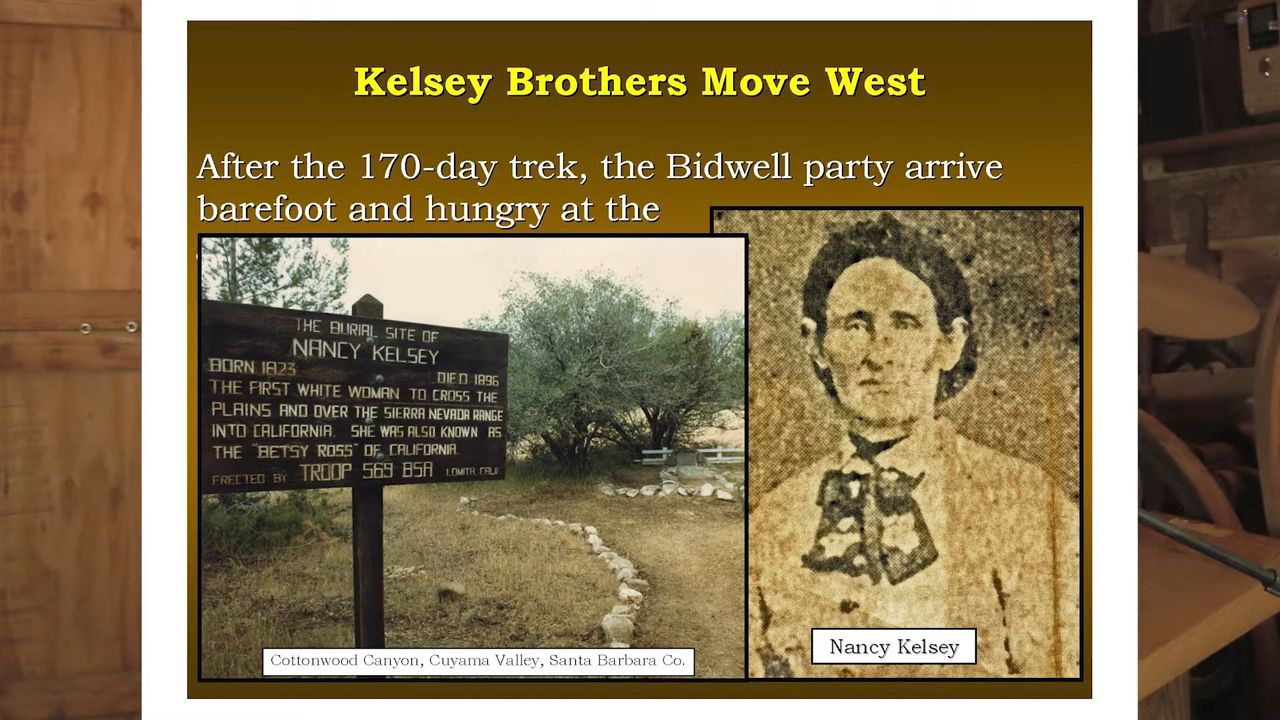 Kelsey Brothers Move West
After the 170-day trek, the Bidwell party arrive
barefoot and hungry at the
THE BURIAL SITE OF
NANCY KELSEY
BORN 1823
DIED 1896
THE FIRST WHITE WOMAN TO CROSS THE
PLAINS AND OVER THE SIERRA NEVADA RANGE
INTO CALIFORNIA. SHE WAS ALSO KNOWN AS
THE "BETSY ROSS" OF CALIFORNIA.
ERECTED BY TROOP 569 BSA LOMITA, CALIF.
Cottonwood Canyon, Cuyama Valley, Santa Barbara Co.
Nancy Kelsey